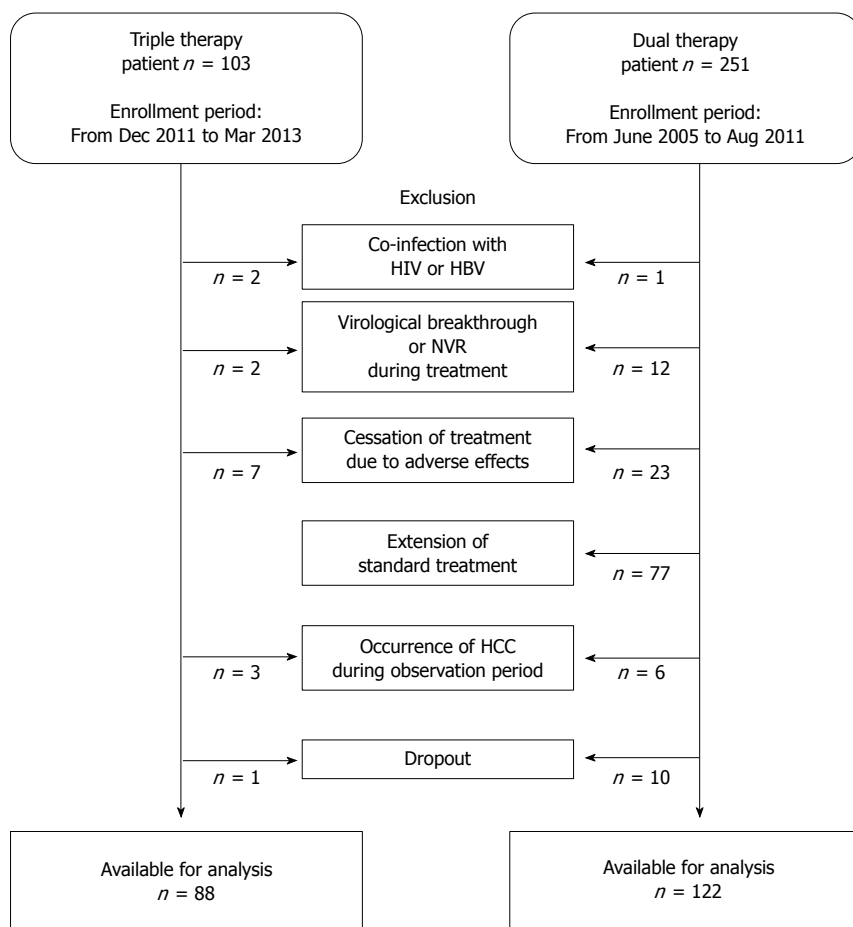 Triple therapy
patient n = 103
Enrollment period:
From Dec 2011 to Mar 2013
Dual therapy
patient n = 251
Enrollment period:
From June 2005 to Aug 2011
Exclusion
Co-infection with
HIV or HBV
n = 2
n = 1
Virological breakthrough
or NVR
during treatment
n = 2
n = 12
Cessation of treatment
due to adverse effects
n = 7
n = 23
Extension of
standard treatment
n = 77
Occurrence of HCC
during observation period
n = 3
n = 6
Dropout
n = 1
n = 10
Available for analysis
n = 88
Available for analysis
n = 122